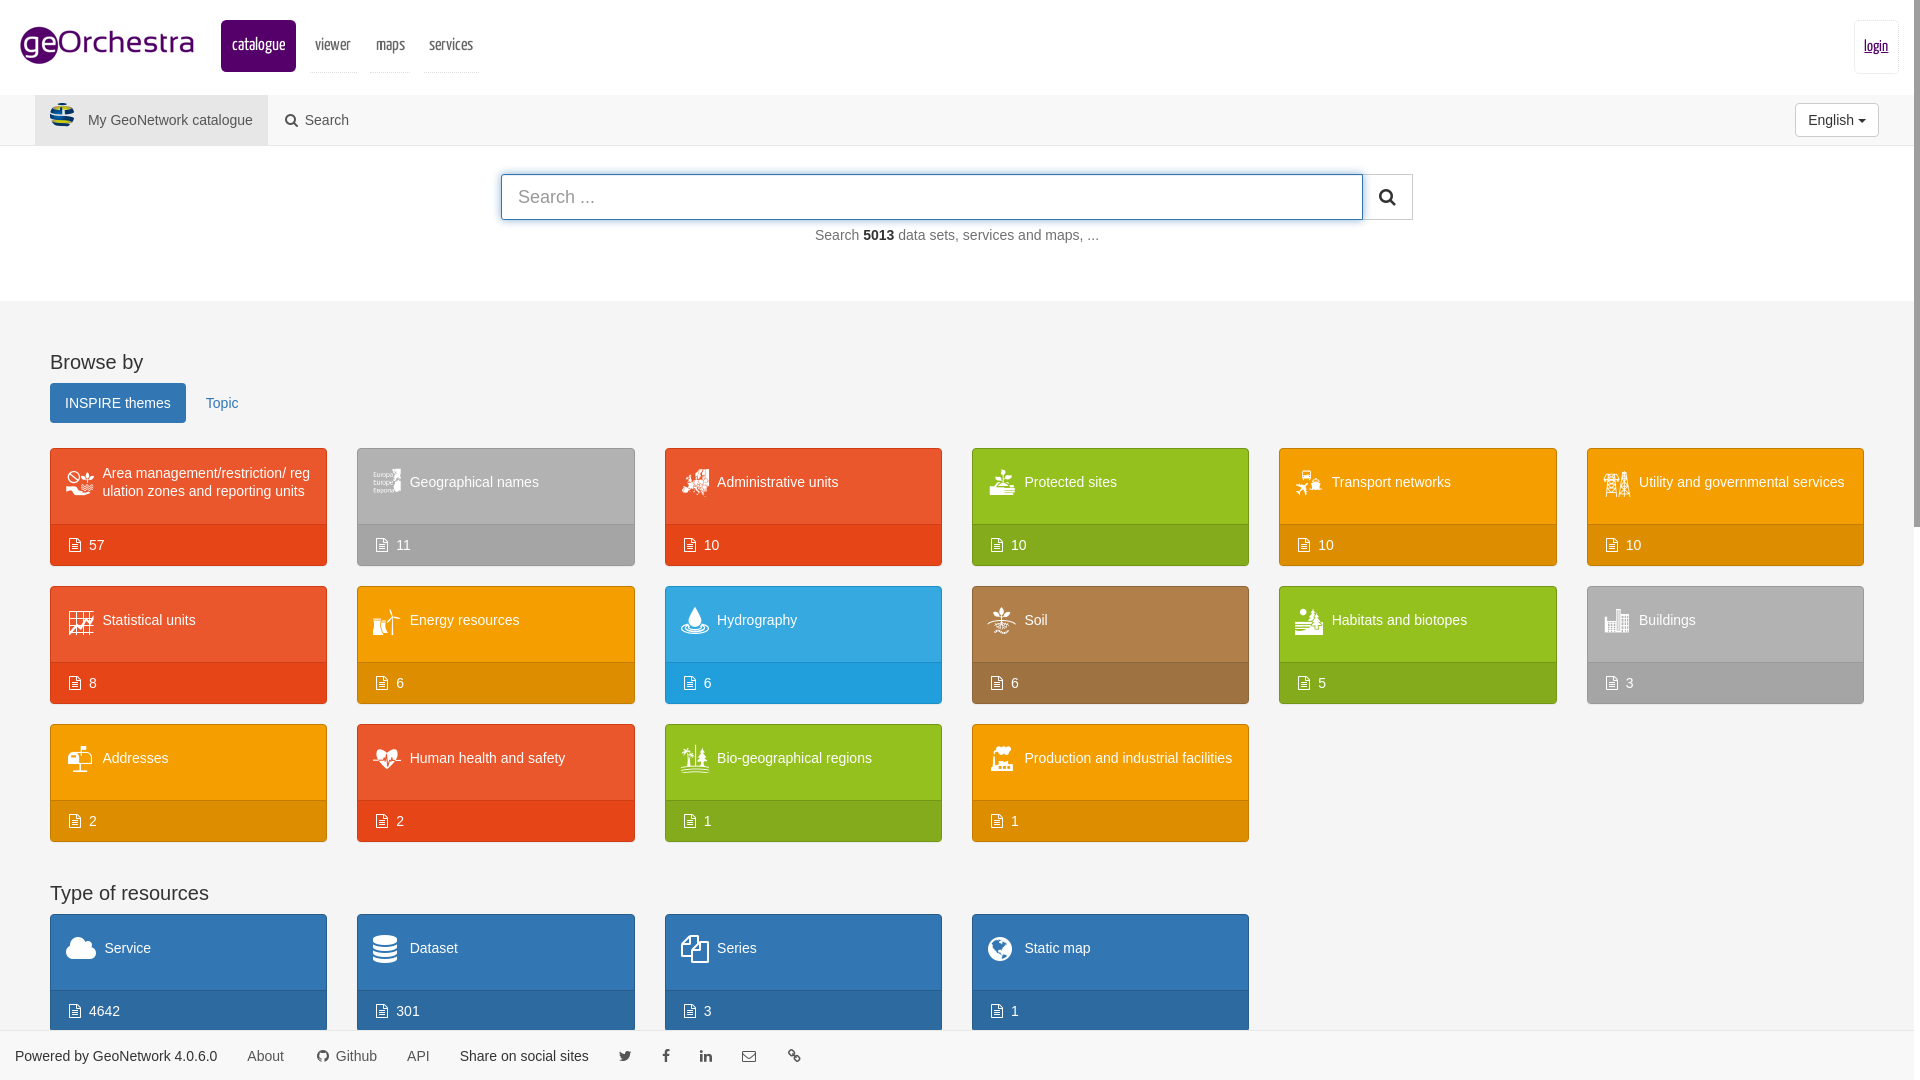 geOrchestra catalogue viewer maps services login
My GeoNetwork catalogue Search English
Search ...
Search 5013 data sets, services and maps, ...
Browse by
INSPIRE themes Topic
Area management/restriction/ reg
ulation zones and reporting units
57
Geographical names
11
Administrative units
10
Protected sites
10
Transport networks
10
Utility and governmental services
10
Statistical units
8
Energy resources
6
Hydrography
6
Soil
6
Habitats and biotopes
5
Buildings
3
Addresses
2
Human health and safety
2
Bio-geographical regions
1
Production and industrial facilities
1
Type of resources
Service
4642
Dataset
301
Series
3
Static map
1
Powered by GeoNetwork 4.0.6.0 About Github API Share on social sites